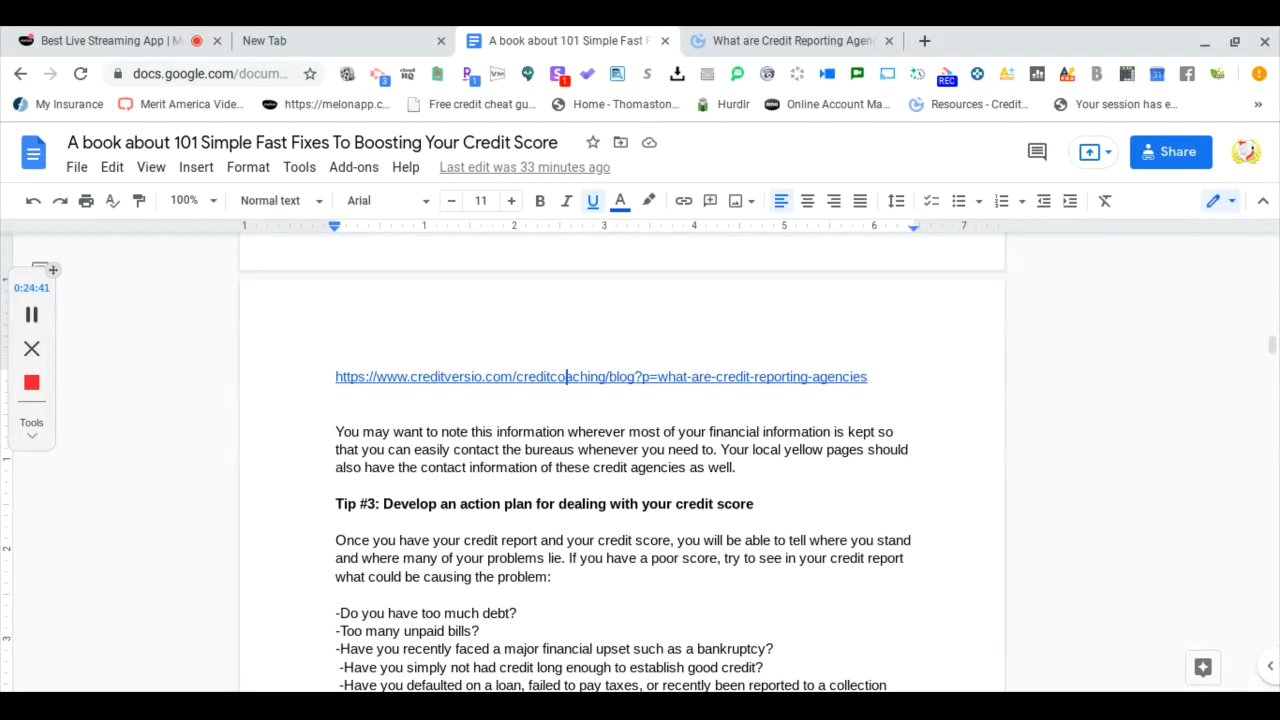 Best Live Streaming App | M
New Tab
A book about 101 Simple Fast F
What are Credit Reporting Agen
docs.google.com/docum...
My Insurance
Merit America Vide...
https://melonapp.c...
Free credit cheat gu...
Home - Thomaston...
Hurdlr
Online Account Ma...
Resources - Credit...
Your session has e...
A book about 101 Simple Fast Fixes To Boosting Your Credit Score
Share
File Edit View Insert Format Tools Add-ons Help Last edit was 33 minutes ago
100% Normal text Arial 11 B I U A
1 1 2 3 4 5 6 7
0:24:41
Tools
1
2
3
https://www.creditversio.com/creditcoaching/blog?p=what-are-credit-reporting-agencies
You may want to note this information wherever most of your financial information is kept so
that you can easily contact the bureaus whenever you need to. Your local yellow pages should
also have the contact information of these credit agencies as well.
Tip #3: Develop an action plan for dealing with your credit score
Once you have your credit report and your credit score, you will be able to tell where you stand
and where many of your problems lie. If you have a poor score, try to see in your credit report
what could be causing the problem:
-Do you have too much debt?
-Too many unpaid bills?
-Have you recently faced a major financial upset such as a bankruptcy?
-Have you simply not had credit long enough to establish good credit?
-Have you defaulted on a loan, failed to pay taxes, or recently been reported to a collection